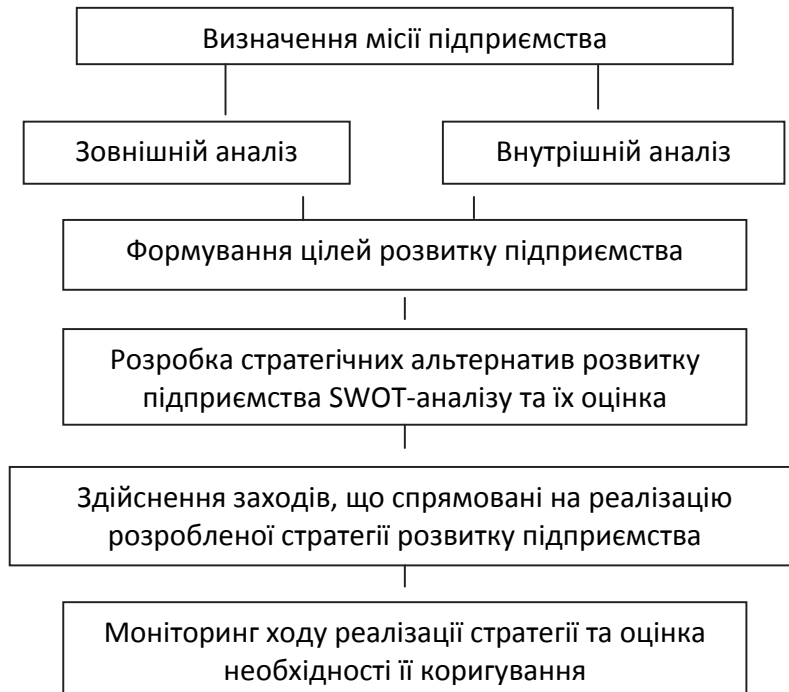 Визначення місії підприємства
Зовнішній аналіз
Внутрішній аналіз
Формування цілей розвитку підприємства
Розробка стратегічних альтернатив розвитку
підприємства SWOT-аналізу та їх оцінка
Здійснення заходів, що спрямовані на реалізацію
розробленої стратегії розвитку підприємства
Моніторинг ходу реалізації стратегії та оцінка
необхідності її коригування